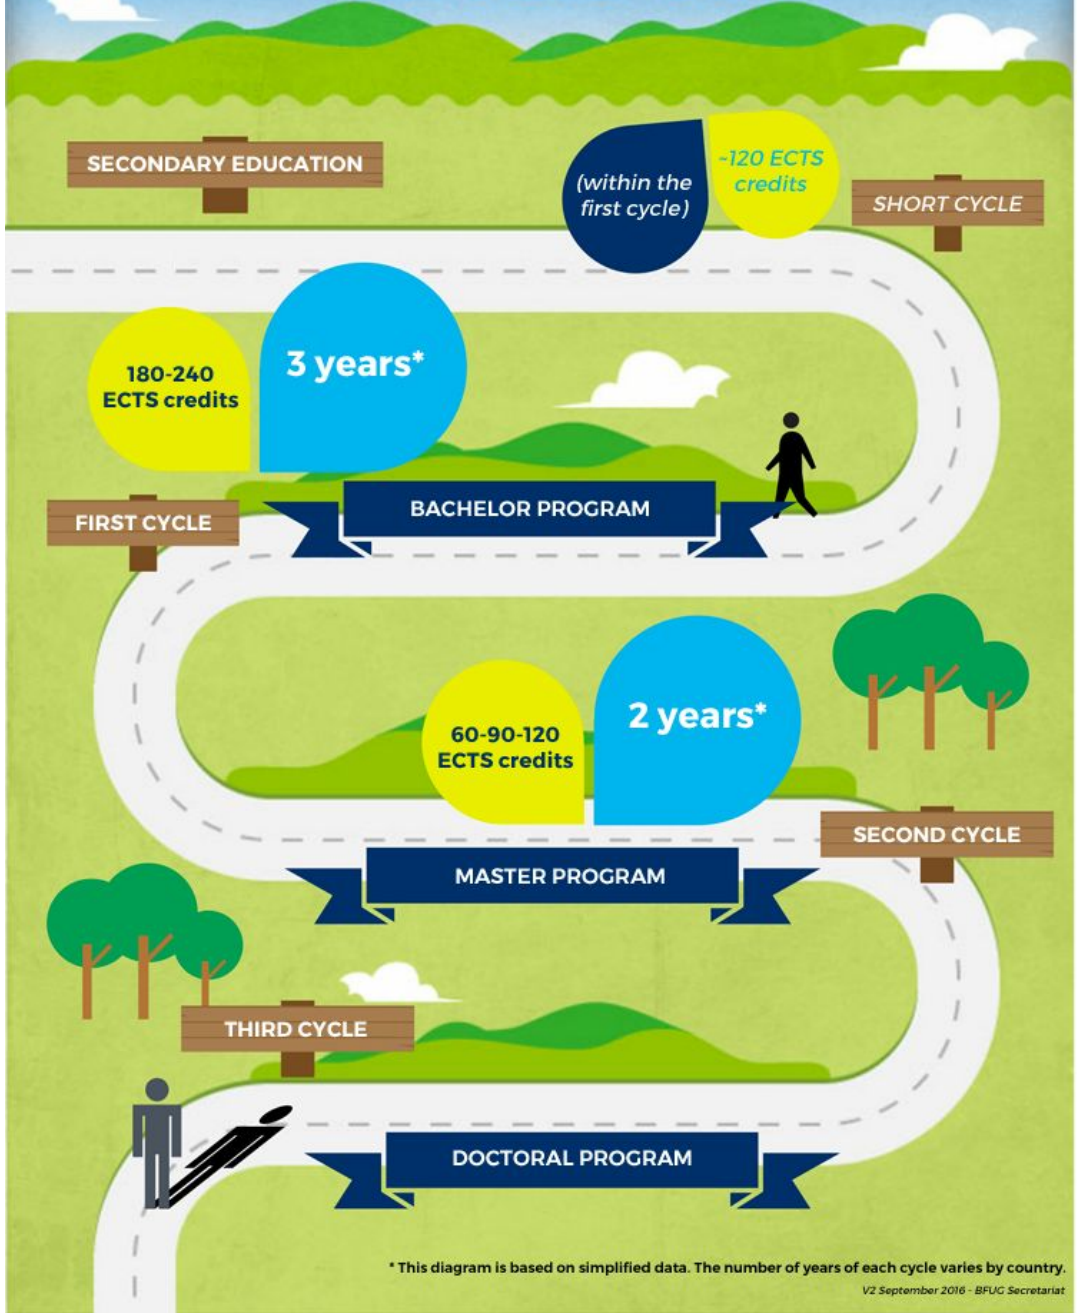 SECONDARY EDUCATION
(within the
first cycle)
~120 ECTS
credits
SHORT CYCLE
180-240
ECTS credits
3 years*
FIRST CYCLE
BACHELOR PROGRAM
60-90-120
ECTS credits
2 years*
SECOND CYCLE
MASTER PROGRAM
THIRD CYCLE
DOCTORAL PROGRAM
* This diagram is based on simplified data. The number of years of each cycle varies by country.
V2 September 2016 - BFUG Secretariat